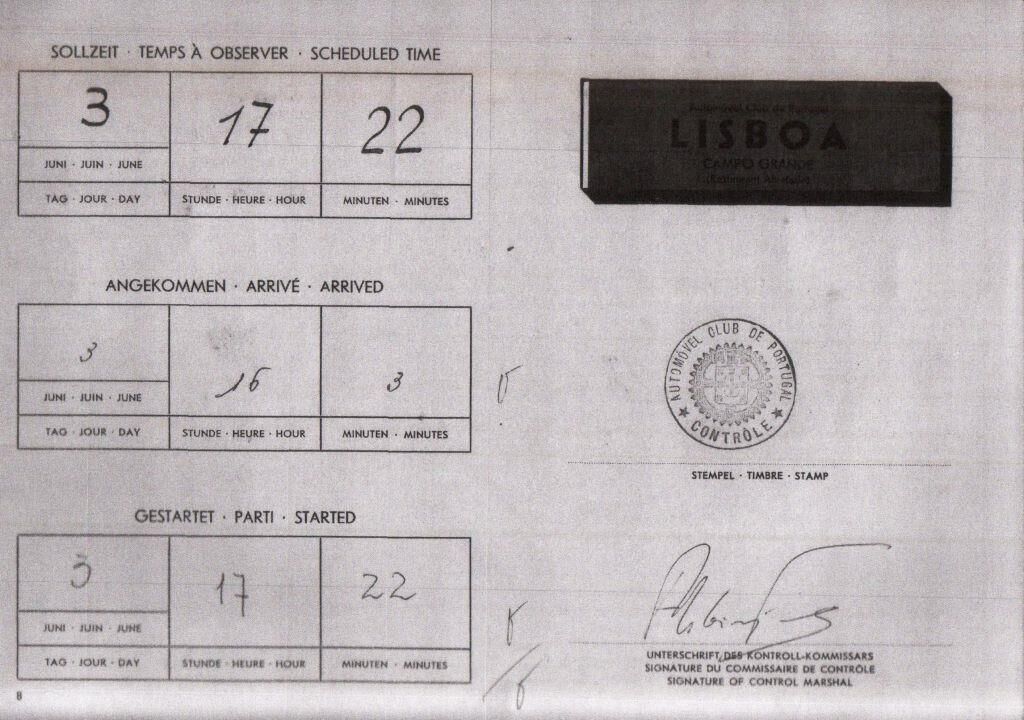 SOLLZEIT · TEMPS À OBSERVER · SCHEDULED TIME
3
17
22
JUNI · JUIN · JUNE
TAG · JOUR · DAY
STUNDE · HEURE · HOUR
MINUTEN · MINUTES
Automóvel Club de Portugal
LISBOA
CAMPO GRANDE
ANGEKOMMEN · ARRIVÉ · ARRIVED
3
16
3
JUNI · JUIN · JUNE
TAG · JOUR · DAY
STUNDE · HEURE · HOUR
MINUTEN · MINUTES
AUTOMÓVEL CLUB DE PORTUGAL
★ CONTRÔLE ★
STEMPEL · TIMBRE · STAMP
GESTARTET · PARTI · STARTED
3
17
22
JUNI · JUIN · JUNE
TAG · JOUR · DAY
STUNDE · HEURE · HOUR
MINUTEN · MINUTES
UNTERSCHRIFT DES KONTROLL-KOMMISSARS
SIGNATURE DU COMMISSAIRE DE CONTRÔLE
SIGNATURE OF CONTROL MARSHAL
8